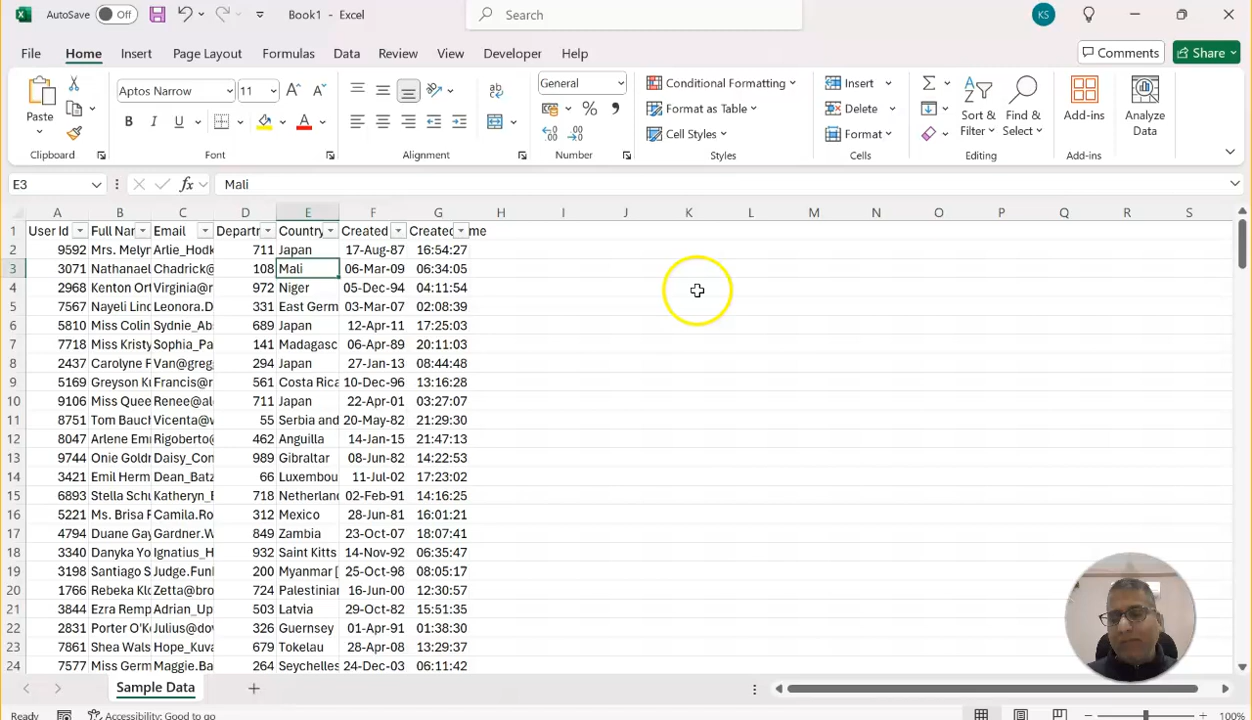 AutoSave Off Book1 - Excel Search KS
File Home Insert Page Layout Formulas Data Review View Developer Help Comments Share
Paste Aptos Narrow 11 General Conditional Formatting Insert Sort & Find & Add-ins Analyze
Format as Table Delete Filter Select Data
B I U Cell Styles Format
Clipboard Font Alignment Number Styles Cells Editing Add-ins
E3 fx Mali
A B C D E F G H I J K L M N O P Q R S
1 User Id Full Nar Email Departr Country Created Created me
2 9592 Mrs. Melyr Arlie_Hodk 711 Japan 17-Aug-87 16:54:27
3 3071 Nathanael Chadrick@ 108 Mali 06-Mar-09 06:34:05
4 2968 Kenton Ort Virginia@r 972 Niger 05-Dec-94 04:11:54
5 7567 Nayeli Lind Leonora.D 331 East Germ 03-Mar-07 02:08:39
6 5810 Miss Colin Sydnie_Ab 689 Japan 12-Apr-11 17:25:03
7 7718 Miss Kristy Sophia_Pa 141 Madagasc 06-Apr-89 20:11:03
8 2437 Carolyne F Van@greg 294 Japan 27-Jan-13 08:44:48
9 5169 Greyson Ku Francis@r 561 Costa Rica 10-Dec-96 13:16:28
10 9106 Miss Quee Renee@al 711 Japan 22-Apr-01 03:27:07
11 8751 Tom Bauch Vicenta@v 55 Serbia and 20-May-82 21:29:30
12 8047 Arlene Em Rigoberto@ 462 Anguilla 14-Jan-15 21:47:13
13 9744 Onie Goldn Daisy_Con 989 Gibraltar 08-Jun-82 14:22:53
14 3421 Emil Herm Dean_Batz 66 Luxembou 11-Jul-02 17:23:02
15 6893 Stella Schu Katheryn_B 718 Netherland 02-Feb-91 14:16:25
16 5221 Ms. Brisa F Camila.Ro 312 Mexico 28-Jun-81 16:01:21
17 4794 Duane Gay Gardner.W 849 Zambia 23-Oct-07 18:07:41
18 3340 Danyka Yo Ignatius_H 932 Saint Kitts 14-Nov-92 06:35:47
19 3198 Santiago S Judge.Funl 200 Myanmar [ 25-Oct-98 08:05:17
20 1766 Rebeka Klo Zetta@bro 724 Palestinian 16-Jun-00 12:30:57
21 3844 Ezra Remp Adrian_Up 503 Latvia 29-Oct-82 15:51:35
22 2831 Porter O'K Julius@dov 326 Guernsey 01-Apr-91 01:38:30
23 7861 Shea Wals Hope_Kuva 679 Tokelau 28-Apr-08 13:29:37
24 7577 Miss Germ Maggie.Ba 264 Seychelles 24-Dec-03 06:11:42
Sample Data
Ready Accessibility: Good to go 100%